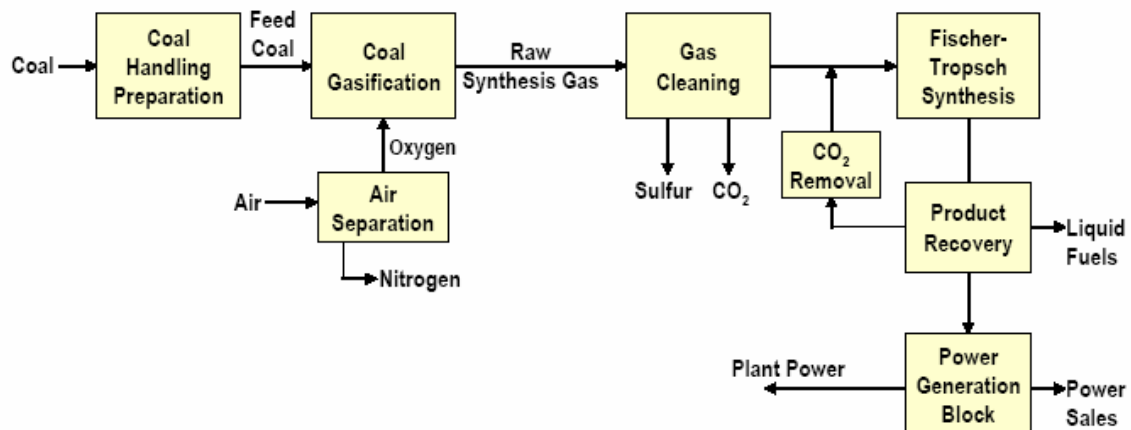 Coal
Coal
Handling
Preparation
Feed
Coal
Coal
Gasification
Raw
Synthesis Gas
Gas
Cleaning
Fischer-
Tropsch
Synthesis
Oxygen
Air
Air
Separation
Nitrogen
Sulfur
CO₂
CO₂
Removal
Product
Recovery
Liquid
Fuels
Plant Power
Power
Generation
Block
Power
Sales